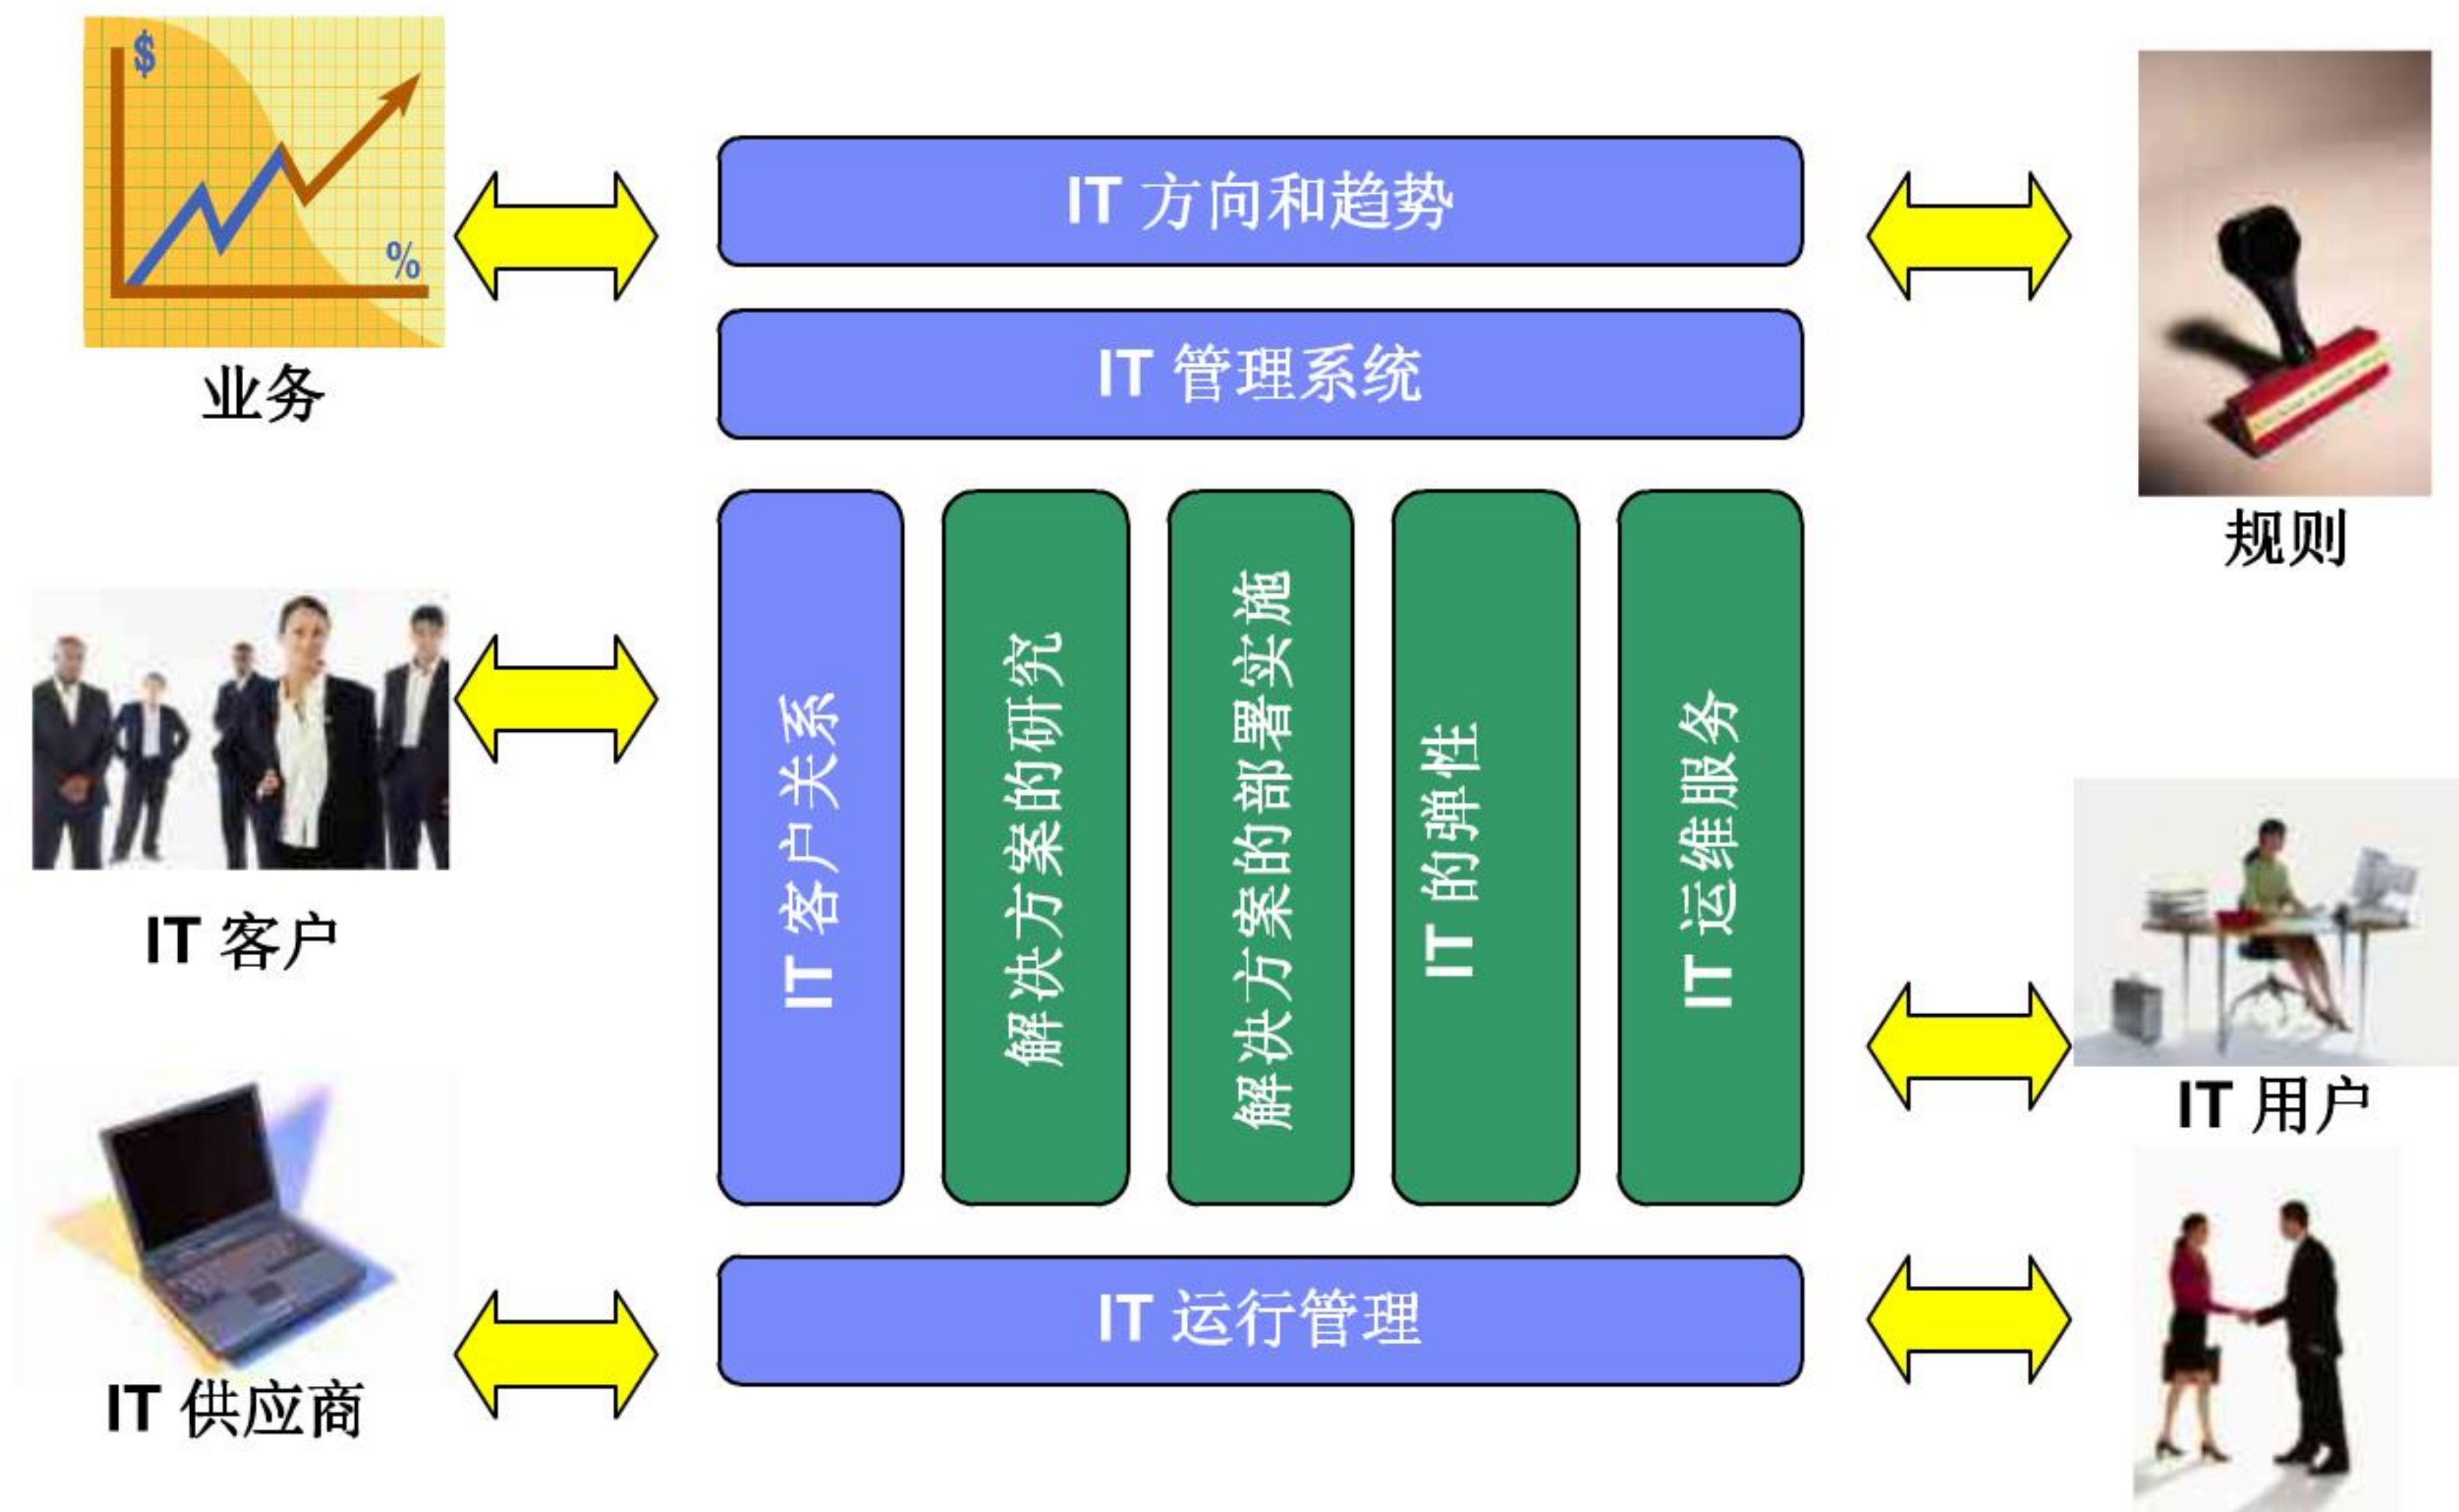 $
%
业务
IT 方向和趋势
IT 管理系统
规则
IT 客户
IT 客户关系
解决方案的研究
解决方案的部署实施
IT 的弹性
IT 运维服务
IT 用户
IT 供应商
IT 运行管理